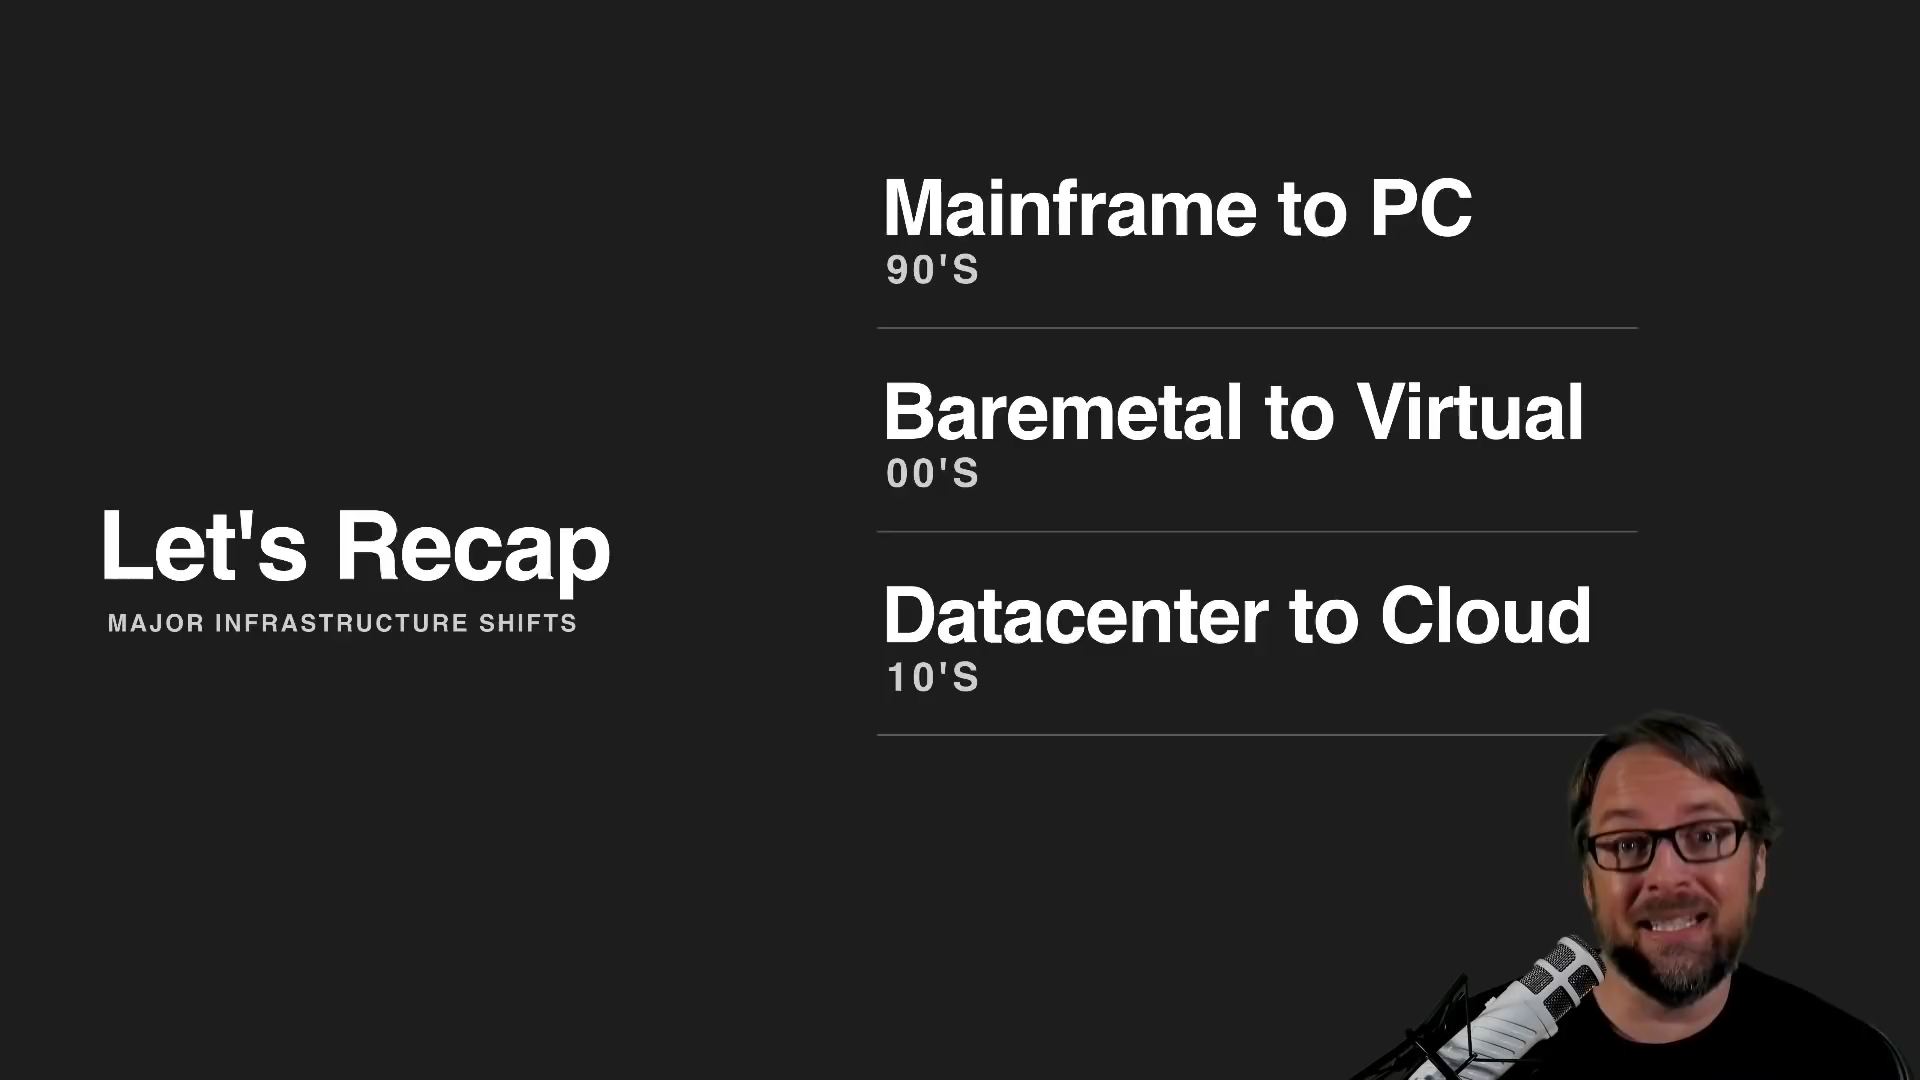 Let's Recap
MAJOR INFRASTRUCTURE SHIFTS
Mainframe to PC
90'S
Baremetal to Virtual
00'S
Datacenter to Cloud
10'S